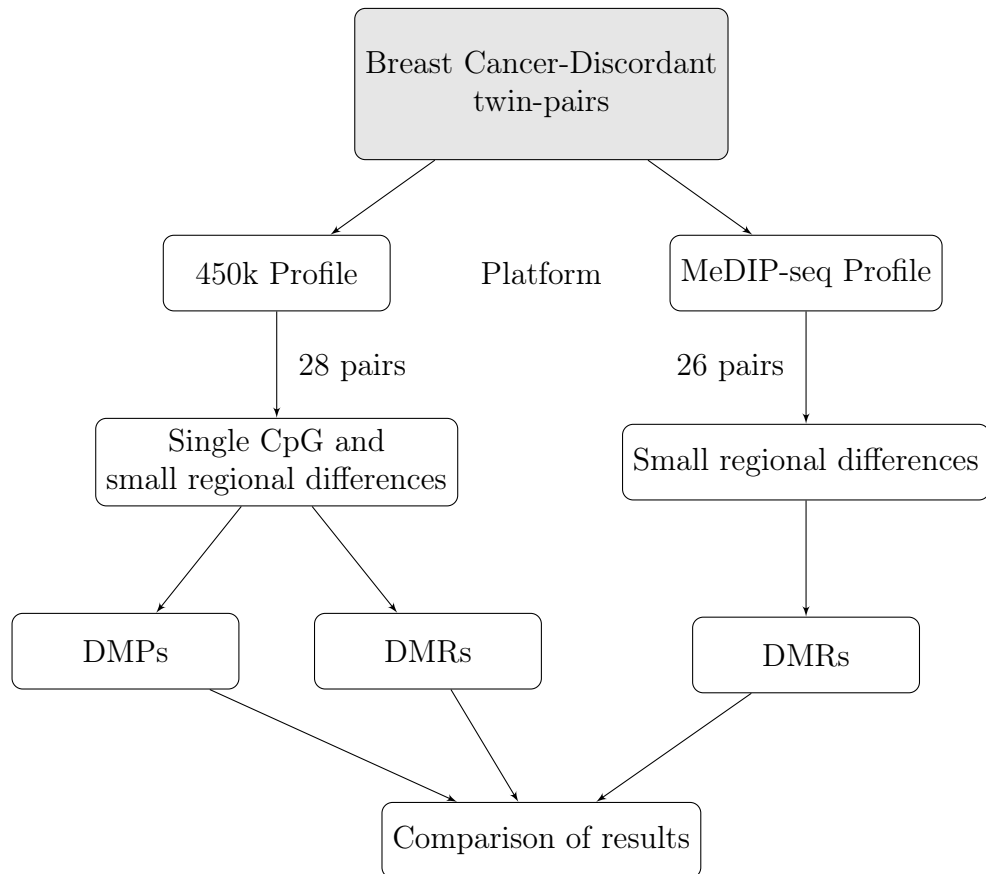 Breast Cancer-Discordant
twin-pairs
450k Profile
Platform
MeDIP-seq Profile
28 pairs
26 pairs
Single CpG and
small regional differences
Small regional differences
DMPs
DMRs
DMRs
Comparison of results